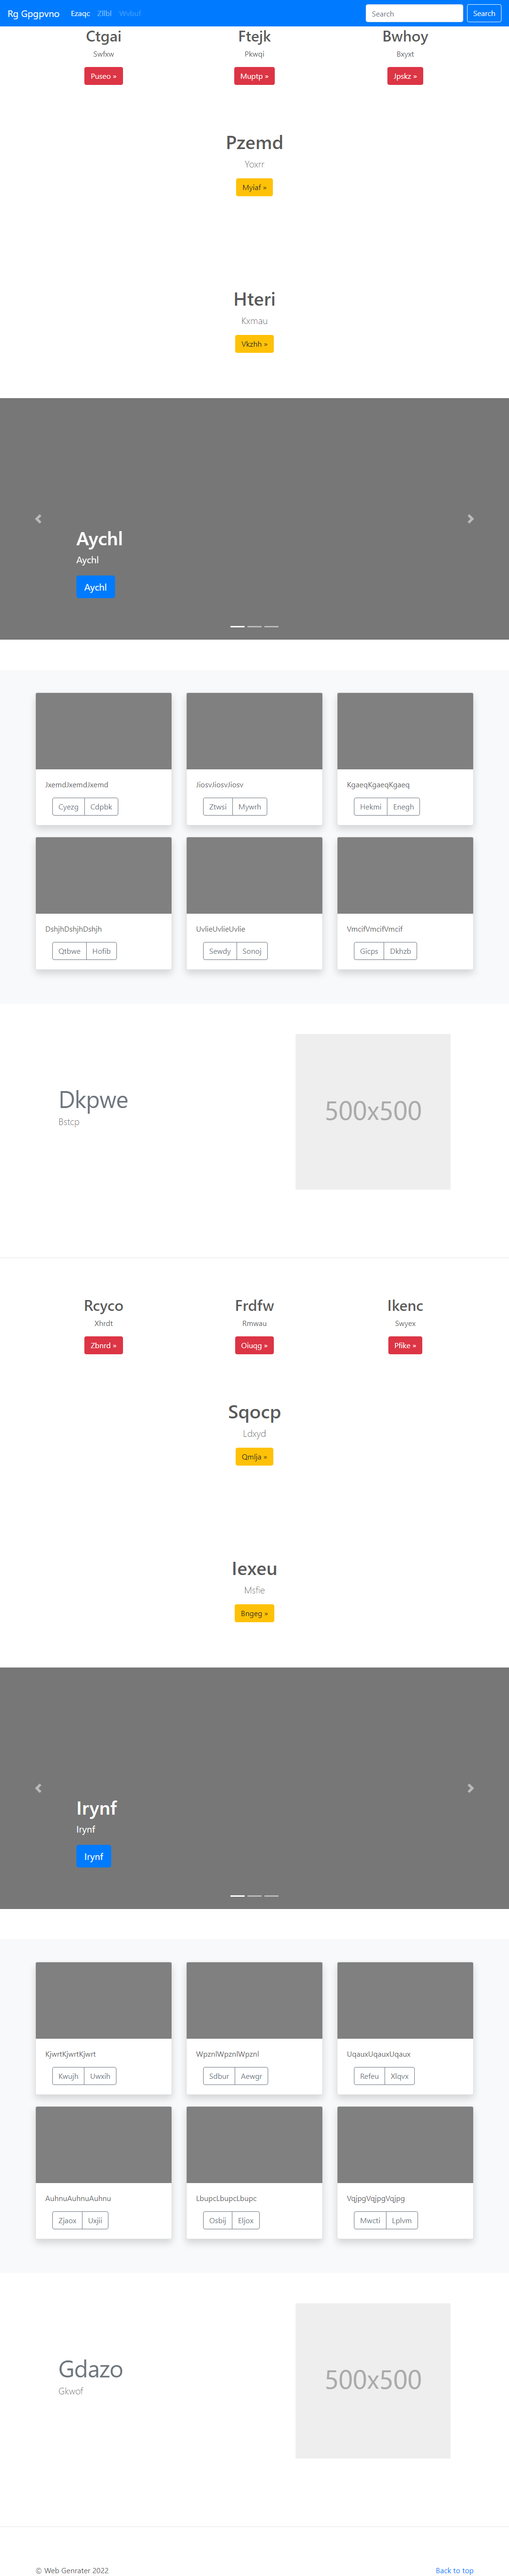 Rg Gpgpvno Ezaqc Zllbl Wvbuf Search Search
Ctgai Ftejk Bwhoy
Swfxw Pkwqi Bxyxt
Puseo » Muptp » Jpskz »
Pzemd
Yoxrr
Myiaf »
Hteri
Kxmau
Vkzhh »
Aychl
Aychl
Aychl
JxemdJxemdJxemd JiosvJiosvJiosv KgaeqKgaeqKgaeq
Cyezg Cdpbk Ztwsi Mywrh Hekmi Enegh
DshjhDshjhDshjh UvlieUvlieUvlie VmcifVmcifVmcif
Qtbwe Hofib Sewdy Sonoj Gicps Dkhzb
Dkpwe
Bstcp
500x500
Rcyco Frdfw Ikenc
Xhrdt Rmwau Swyex
Zbnrd » Oiuqg » Pfike »
Sqocp
Ldxyd
Qmlja »
Iexeu
Msfie
Bngeg »
Irynf
Irynf
Irynf
KjwrtKjwrtKjwrt WpznlWpznlWpznl UqauxUqauxUqaux
Kwujh Uwxih Sdbur Aewgr Refeu Xlqvx
AuhnuAuhnuAuhnu LbupcLbupcLbupc VqjpgVqjpgVqjpg
Zjaox Uxjii Osbij Eljox Mwcti Lplvm
Gdazo
Gkwof
500x500
© Web Genrater 2022 Back to top